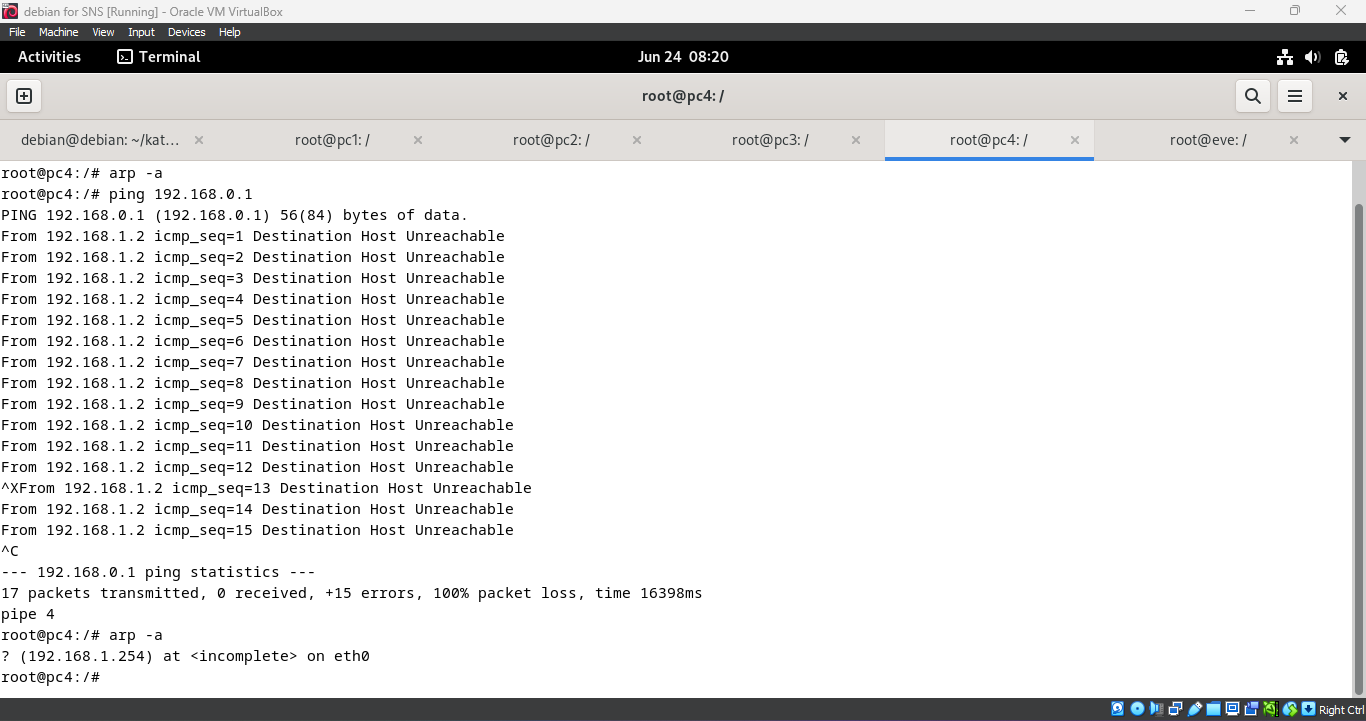 debian for SNS [Running] - Oracle VM VirtualBox
File Machine View Input Devices Help
Activities Terminal Jun 24 08:20
root@pc4: /
debian@debian: ~/kat... root@pc1: / root@pc2: / root@pc3: / root@pc4: / root@eve: /
root@pc4:/# arp -a
root@pc4:/# ping 192.168.0.1
PING 192.168.0.1 (192.168.0.1) 56(84) bytes of data.
From 192.168.1.2 icmp_seq=1 Destination Host Unreachable
From 192.168.1.2 icmp_seq=2 Destination Host Unreachable
From 192.168.1.2 icmp_seq=3 Destination Host Unreachable
From 192.168.1.2 icmp_seq=4 Destination Host Unreachable
From 192.168.1.2 icmp_seq=5 Destination Host Unreachable
From 192.168.1.2 icmp_seq=6 Destination Host Unreachable
From 192.168.1.2 icmp_seq=7 Destination Host Unreachable
From 192.168.1.2 icmp_seq=8 Destination Host Unreachable
From 192.168.1.2 icmp_seq=9 Destination Host Unreachable
From 192.168.1.2 icmp_seq=10 Destination Host Unreachable
From 192.168.1.2 icmp_seq=11 Destination Host Unreachable
From 192.168.1.2 icmp_seq=12 Destination Host Unreachable
^XFrom 192.168.1.2 icmp_seq=13 Destination Host Unreachable
From 192.168.1.2 icmp_seq=14 Destination Host Unreachable
From 192.168.1.2 icmp_seq=15 Destination Host Unreachable
^C
--- 192.168.0.1 ping statistics ---
17 packets transmitted, 0 received, +15 errors, 100% packet loss, time 16398ms
pipe 4
root@pc4:/# arp -a
? (192.168.1.254) at <incomplete> on eth0
root@pc4:/#
Right Ctrl